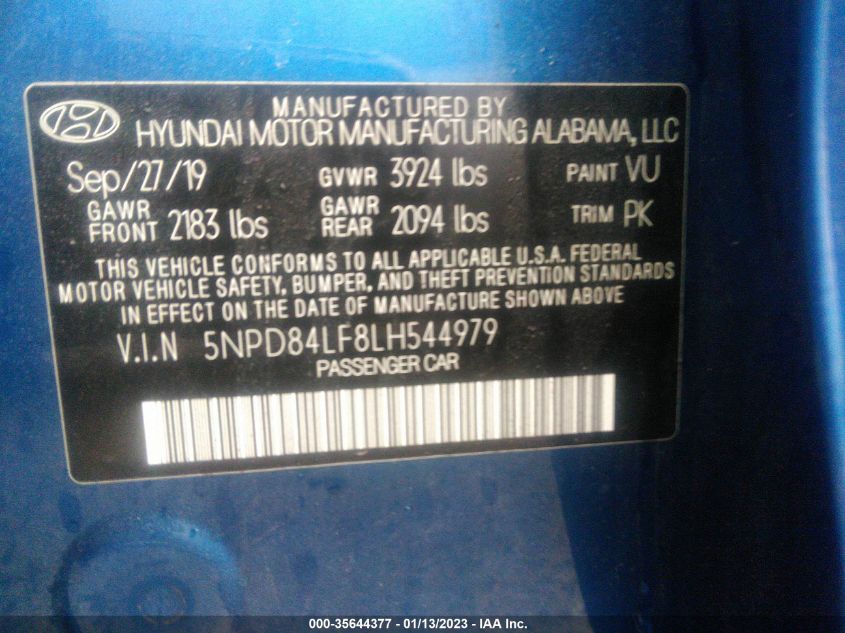 MANUFACTURED BY
HYUNDAI MOTOR MANUFACTURING ALABAMA, LLC
Sep/27/19 GVWR 3924 lbs PAINT VU
GAWR FRONT 2183 lbs GAWR REAR 2094 lbs TRIM PK
THIS VEHICLE CONFORMS TO ALL APPLICABLE U.S.A. FEDERAL
MOTOR VEHICLE SAFETY, BUMPER, AND THEFT PREVENTION STANDARDS
IN EFFECT ON THE DATE OF MANUFACTURE SHOWN ABOVE
V.I.N 5NPD84LF8LH544979
PASSENGER CAR
000-35644377 - 01/13/2023 - IAA Inc.